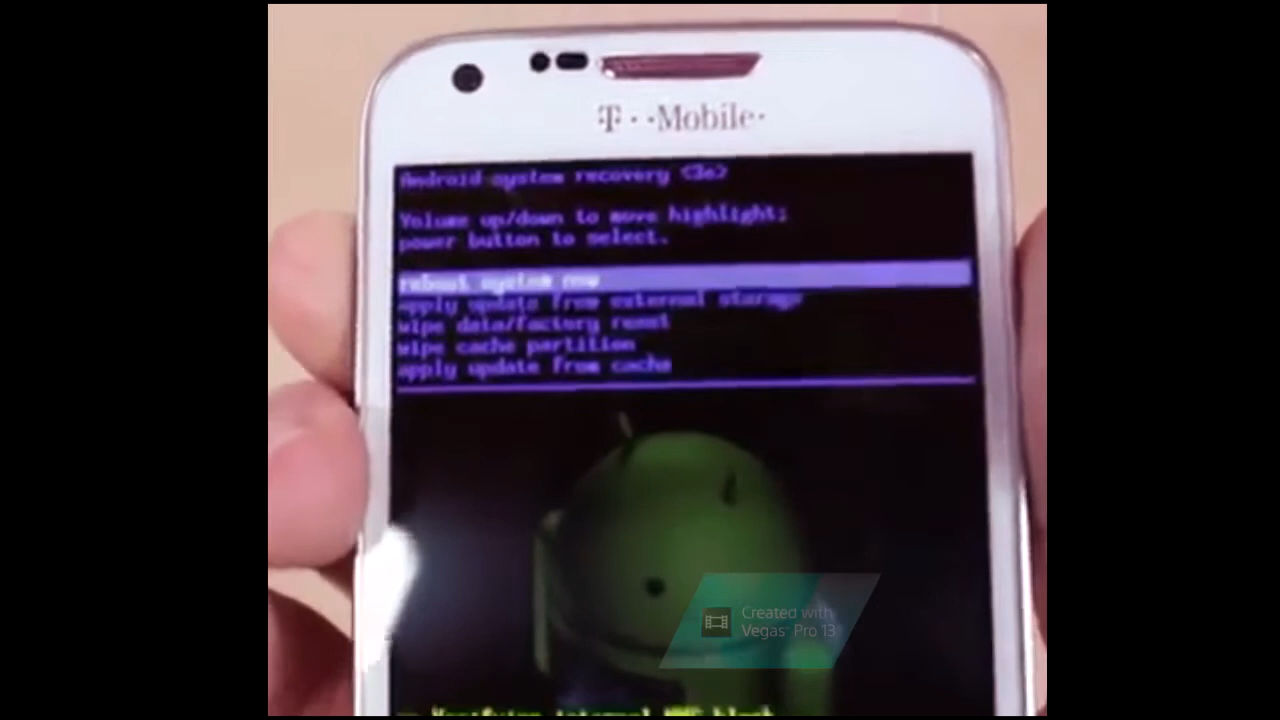 T··Mobile·
Android system recovery <3e>
Volume up/down to move highlight;
power button to select.
reboot system now
apply update from external storage
wipe data/factory reset
wipe cache partition
apply update from cache
Created with
Vegas™ Pro 13